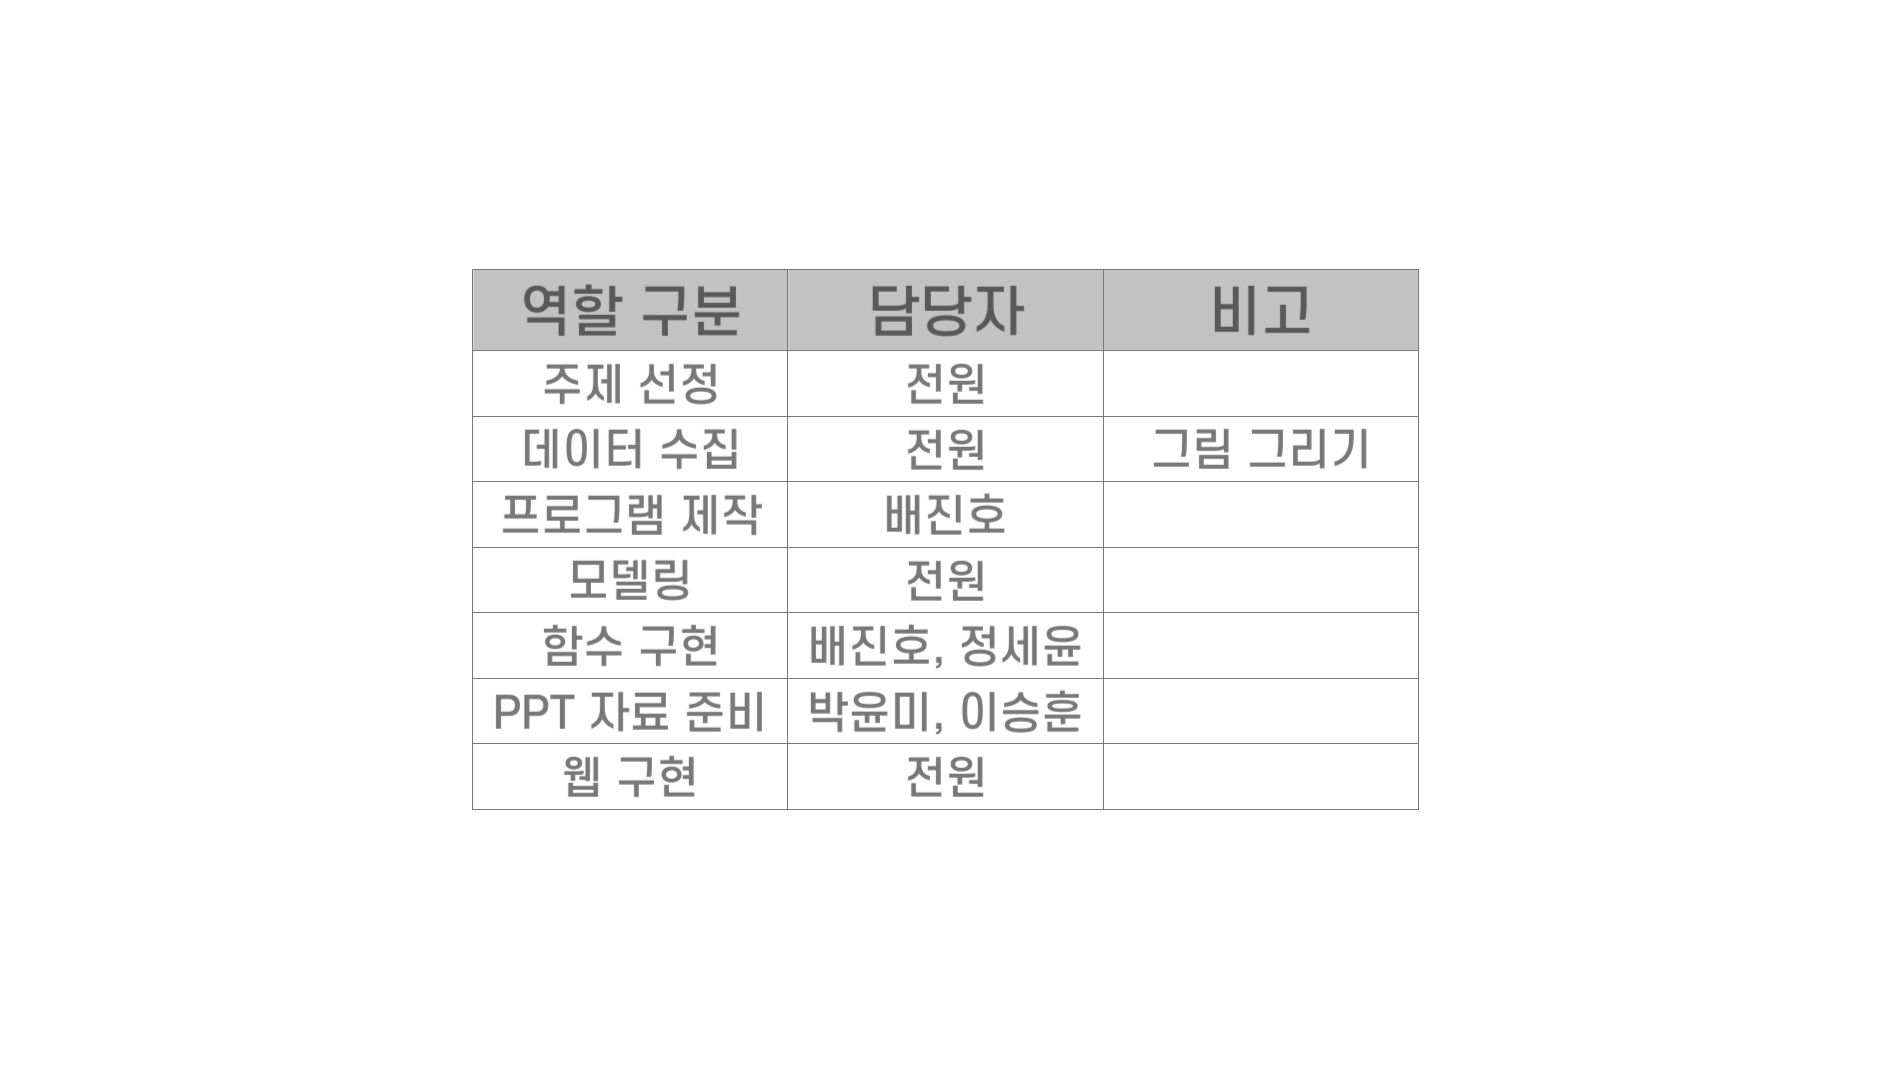 역할 구분 담당자 비고
주제 선정 전원
데이터 수집 전원 그림 그리기
프로그램 제작 배진호
모델링 전원
함수 구현 배진호, 정세윤
PPT 자료 준비 박윤미, 이승훈
웹 구현 전원